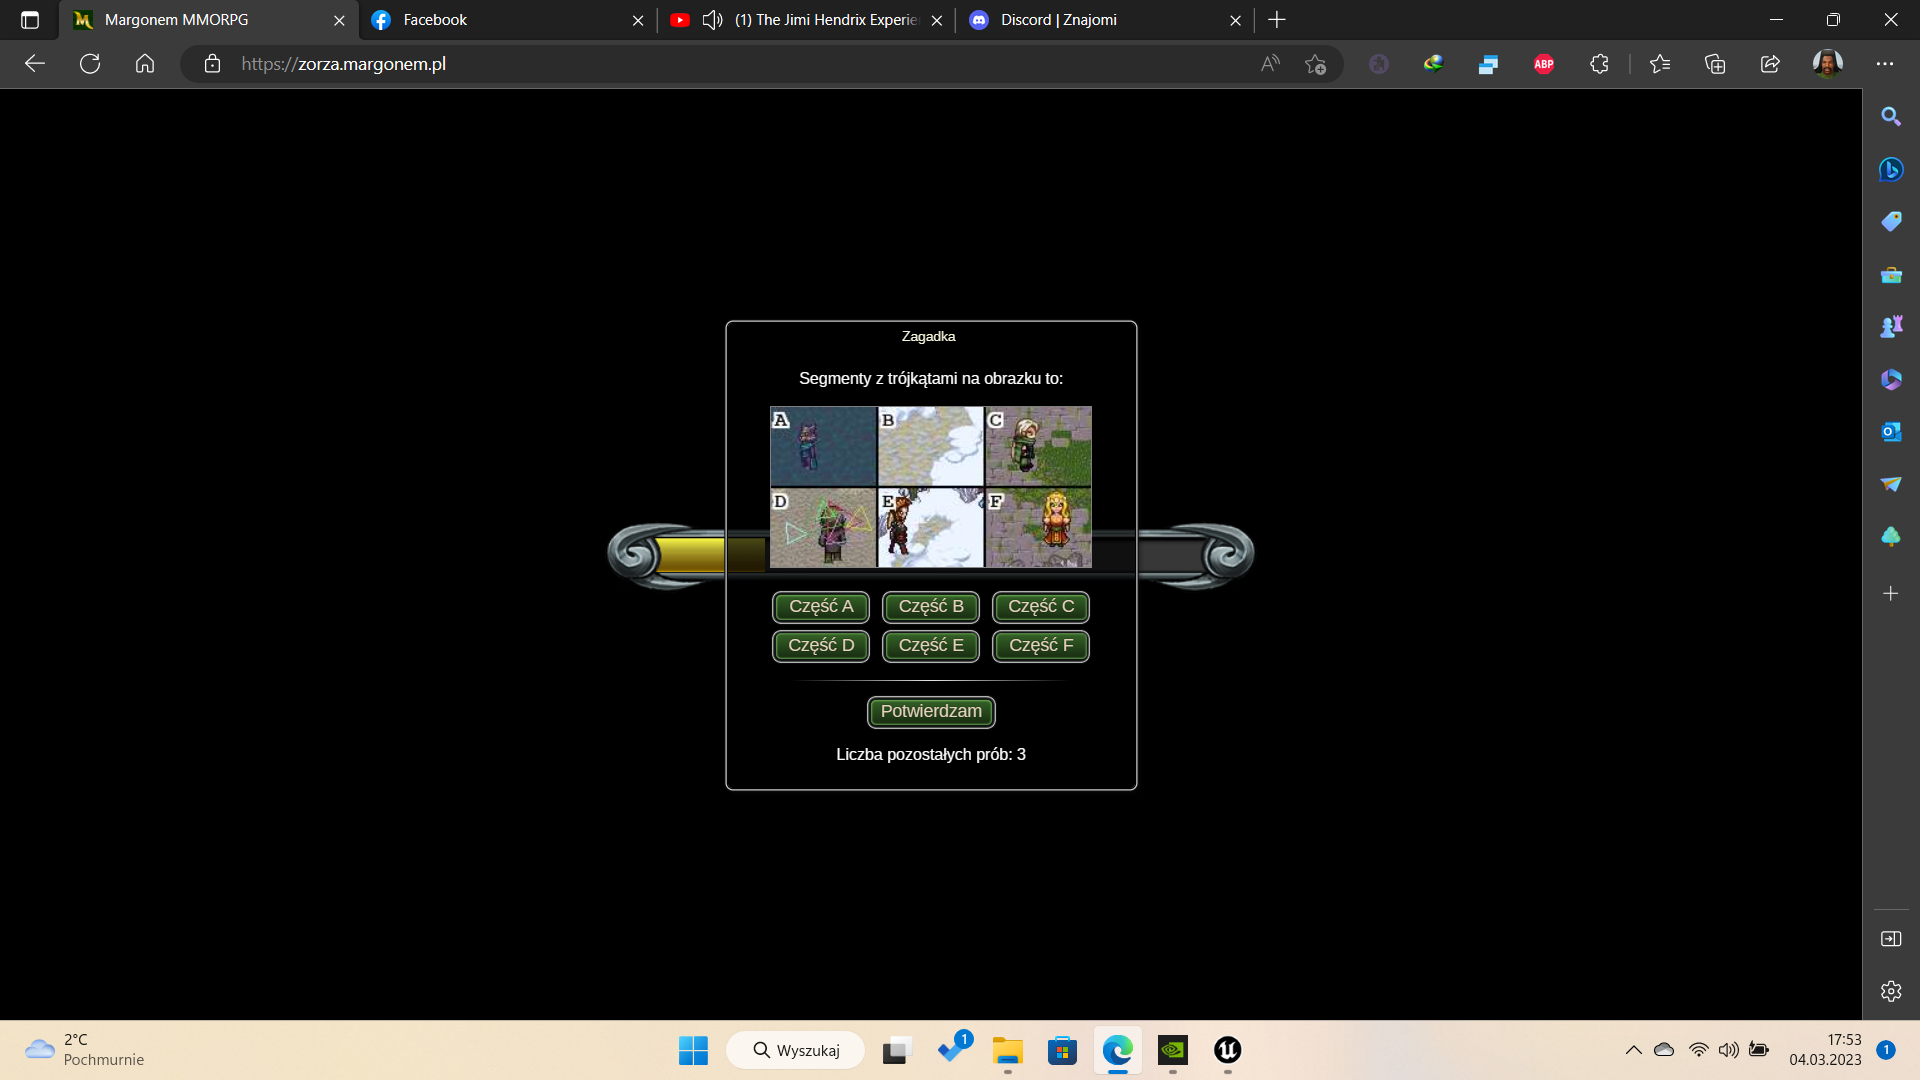 Margonem MMORPG
Facebook
(1) The Jimi Hendrix Experie
Discord | Znajomi
https://zorza.margonem.pl
ABP
Zagadka
Segmenty z trójkątami na obrazku to:
A B C
D E F
Część A Część B Część C
Część D Część E Część F
Potwierdzam
Liczba pozostałych prób: 3
2°C
Pochmurnie
Wyszukaj
1
17:53
04.03.2023
1